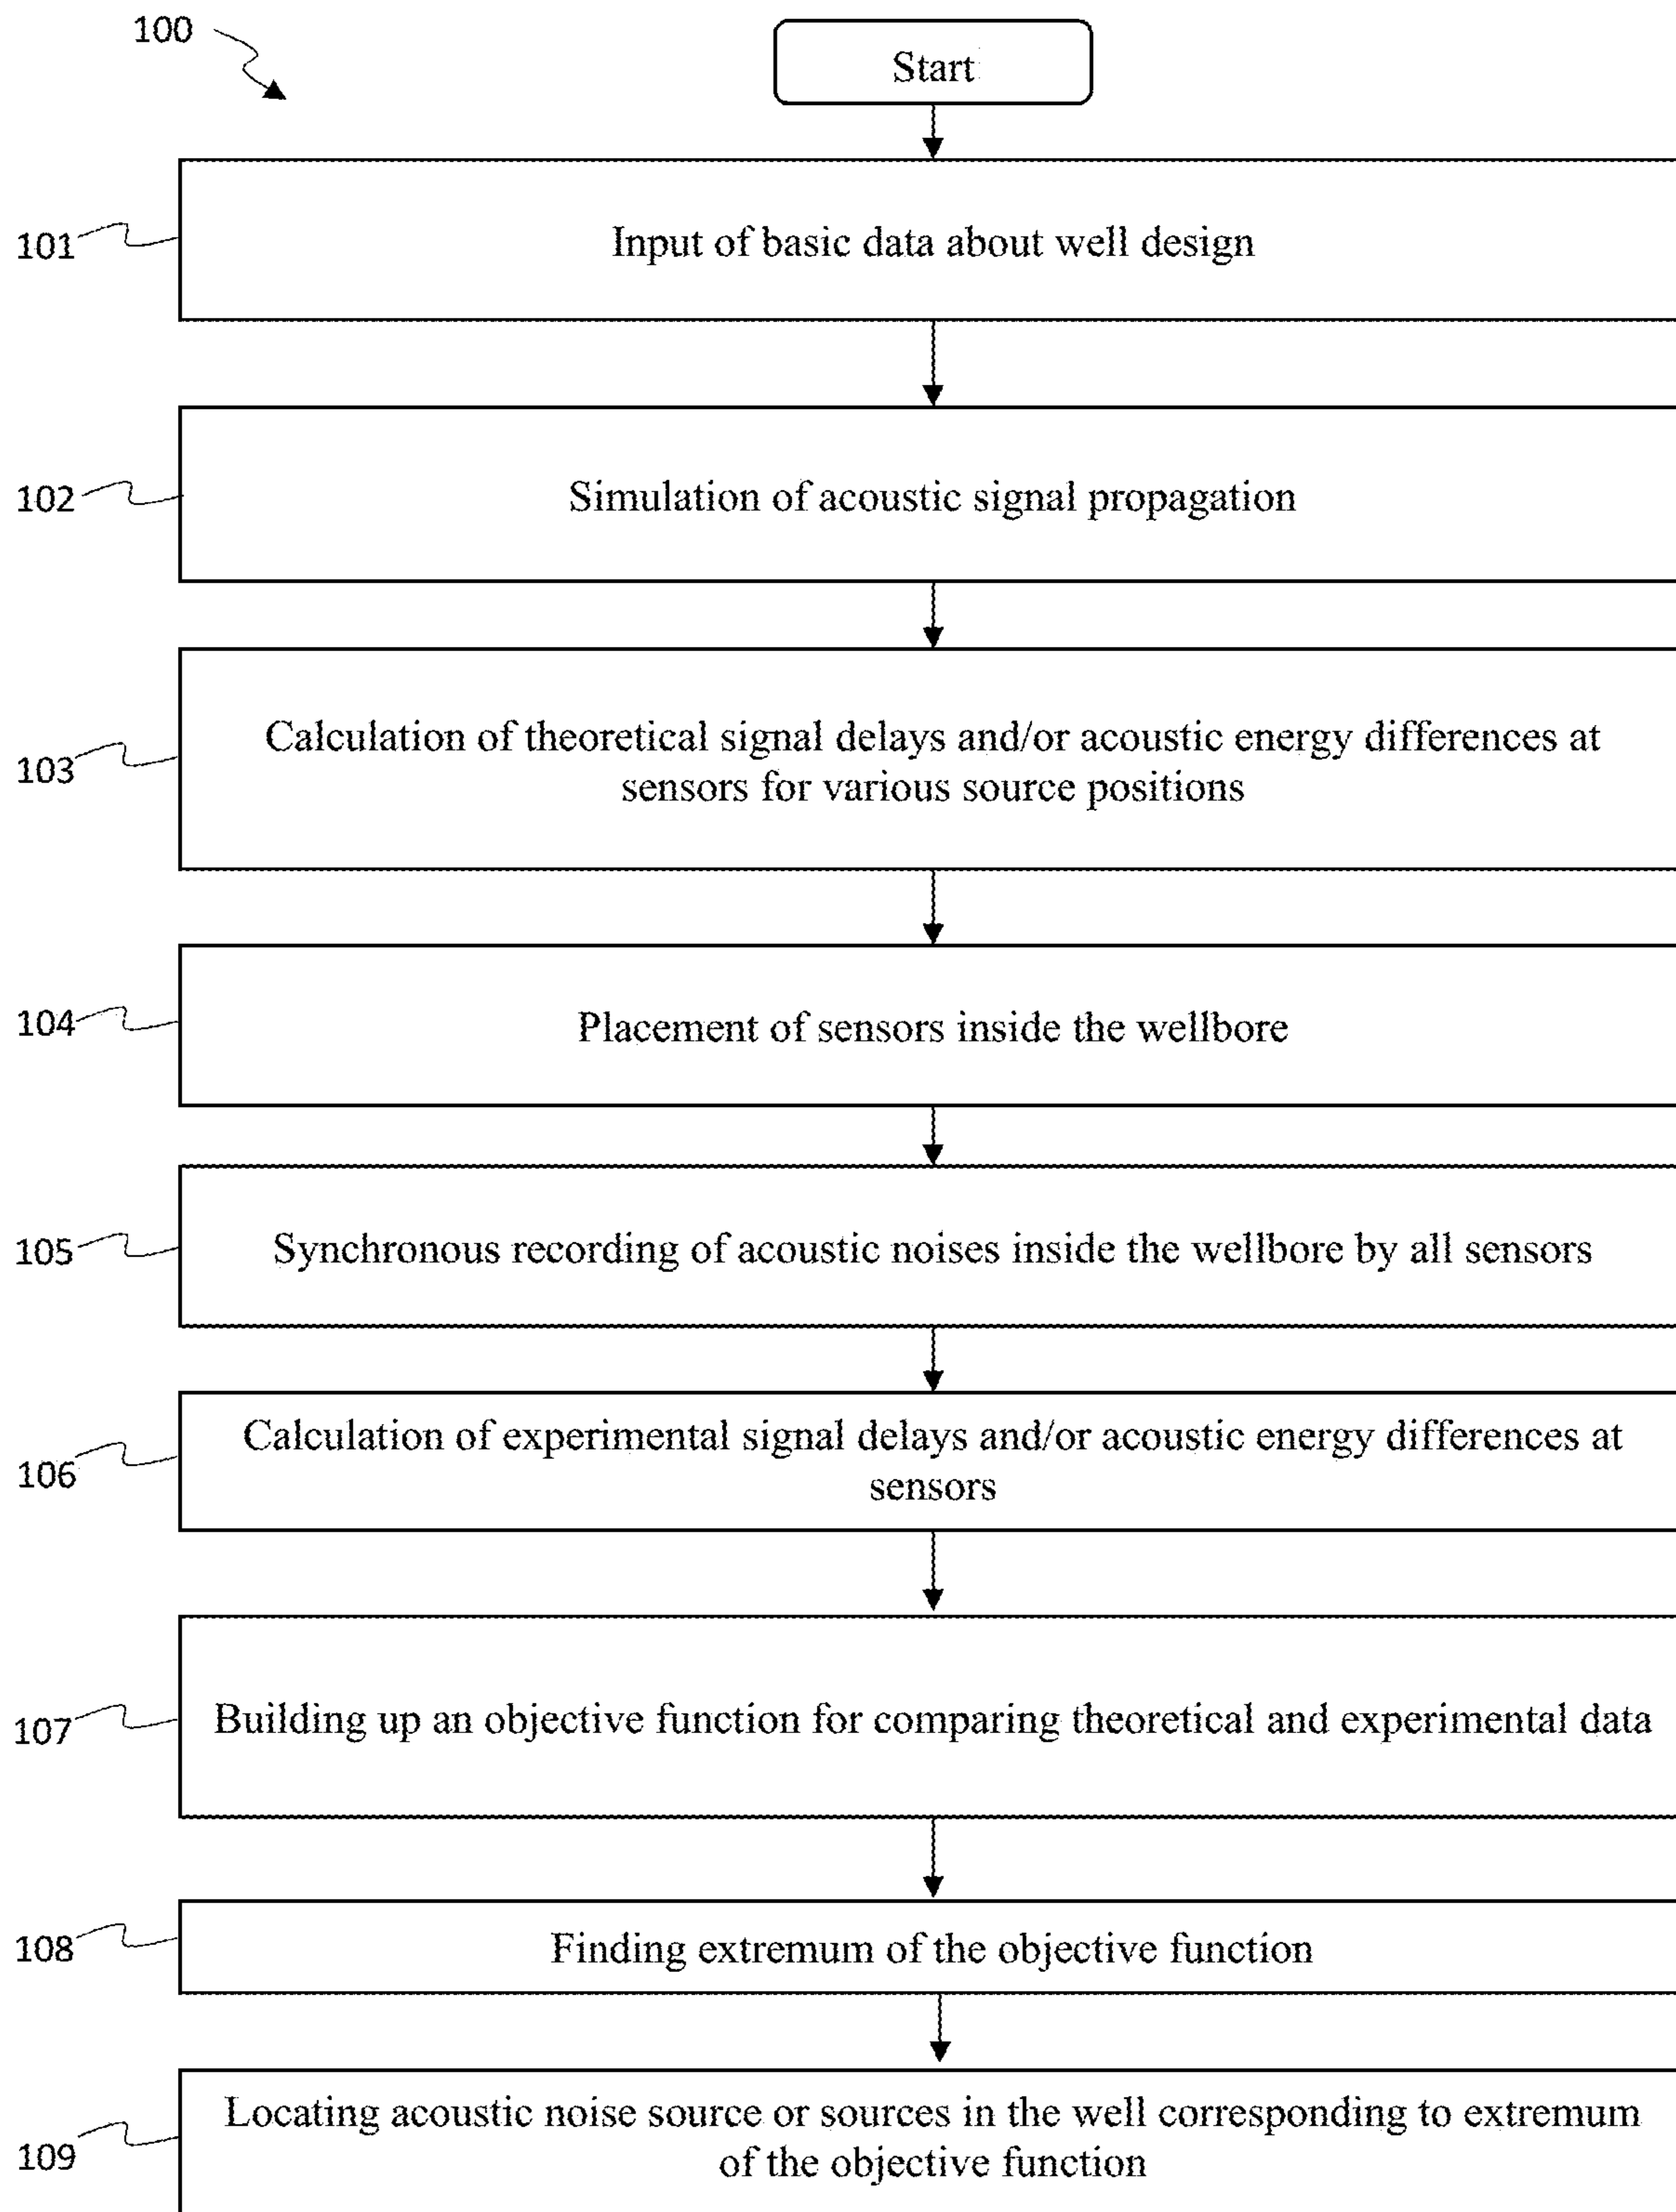 100
Start
101
Input of basic data about well design
102
Simulation of acoustic signal propagation
103
Calculation of theoretical signal delays and/or acoustic energy differences at
sensors for various source positions
104
Placement of sensors inside the wellbore
105
Synchronous recording of acoustic noises inside the wellbore by all sensors
106
Calculation of experimental signal delays and/or acoustic energy differences at
sensors
107
Building up an objective function for comparing theoretical and experimental data
108
Finding extremum of the objective function
109
Locating acoustic noise source or sources in the well corresponding to extremum
of the objective function